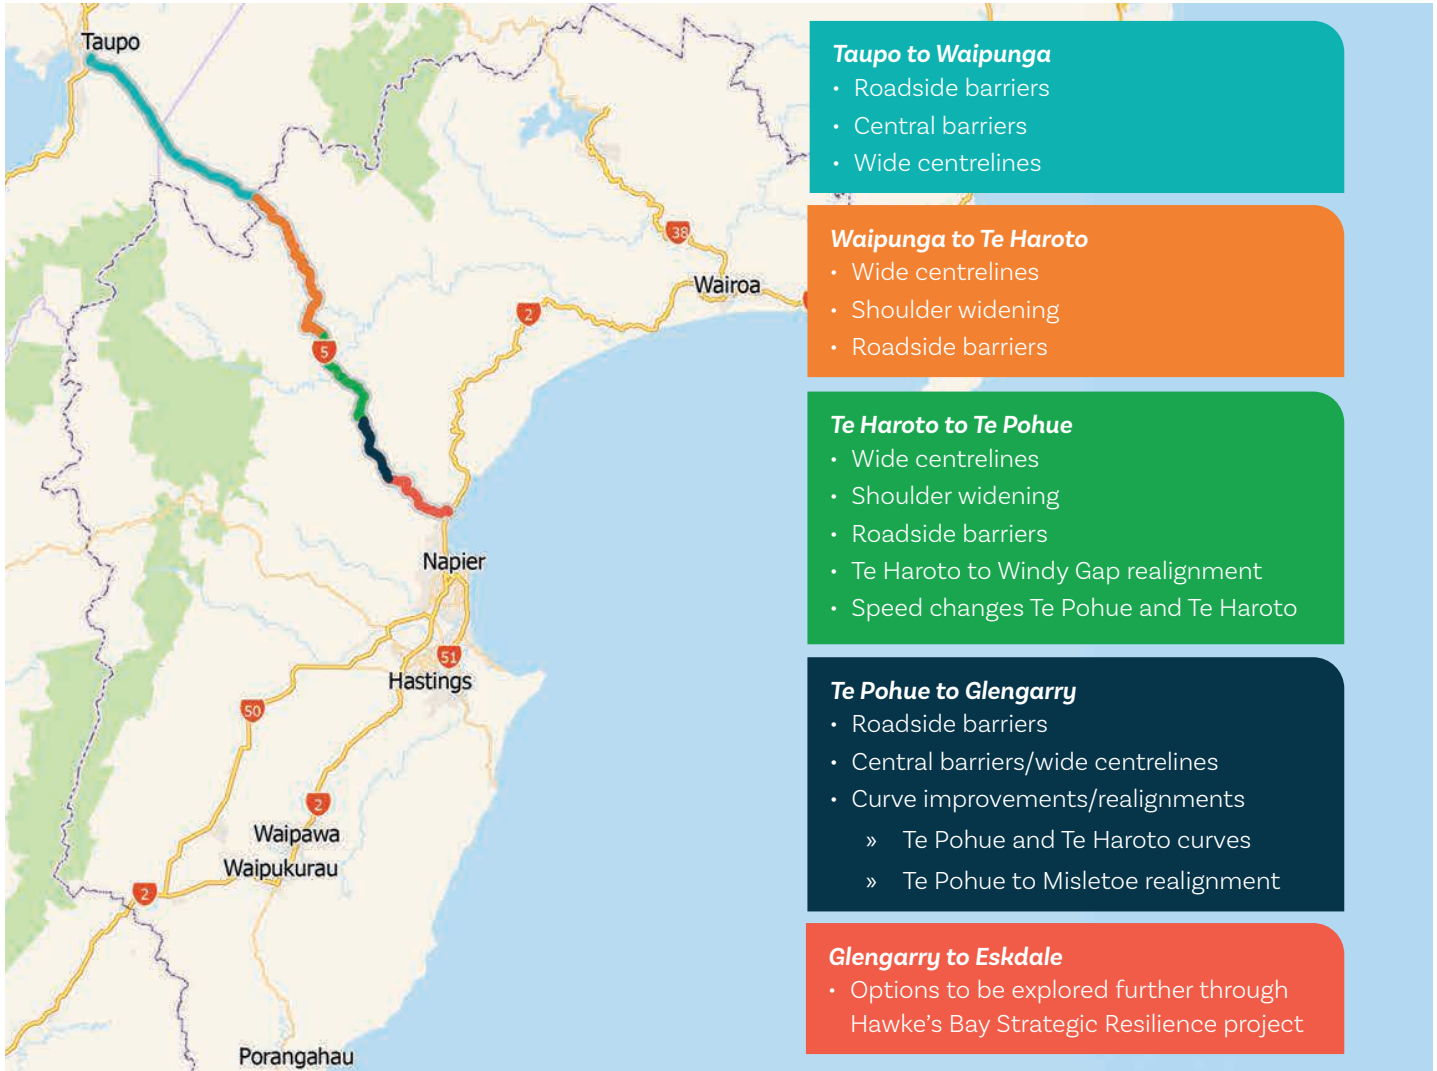 Taupo
38
Wairoa
2
5
Napier
51
Hastings
50
2
Waipawa
Waipukurau
2
Porangahau
Taupo to Waipunga
• Roadside barriers
• Central barriers
• Wide centrelines
Waipunga to Te Haroto
• Wide centrelines
• Shoulder widening
• Roadside barriers
Te Haroto to Te Pohue
• Wide centrelines
• Shoulder widening
• Roadside barriers
• Te Haroto to Windy Gap realignment
• Speed changes Te Pohue and Te Haroto
Te Pohue to Glengarry
• Roadside barriers
• Central barriers/wide centrelines
• Curve improvements/realignments
» Te Pohue and Te Haroto curves
» Te Pohue to Misletoe realignment
Glengarry to Eskdale
• Options to be explored further through
Hawke's Bay Strategic Resilience project